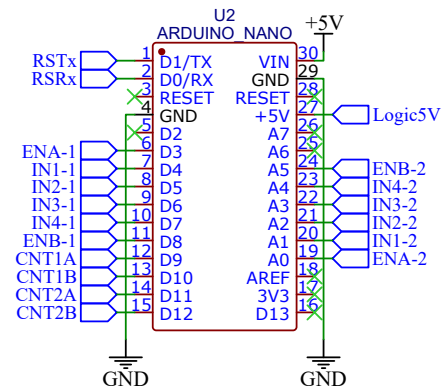 U2
ARDUINO_NANO
+5V
RSTx 1 D1/TX VIN 30
RSRx 2 D0/RX GND 29
3 RESET RESET 28
4 GND +5V 27 Logic5V
5 D2 A7 26
ENA-1 6 D3 A6 25
IN1-1 7 D4 A5 24 ENB-2
IN2-1 8 D5 A4 23 IN4-2
IN3-1 9 D6 A3 22 IN3-2
IN4-1 10 D7 A2 21 IN2-2
ENB-1 11 D8 A1 20 IN1-2
CNT1A 12 D9 A0 19 ENA-2
CNT1B 13 D10 AREF 18
CNT2A 14 D11 3V3 17
CNT2B 15 D12 D13 16
GND GND